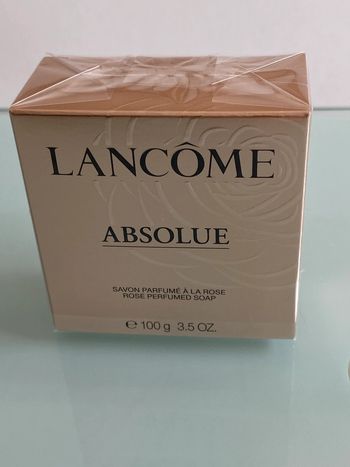 LANCÔME
ABSOLUE
SAVON PARFUMÉ À LA ROSE
ROSE PERFUMED SOAP
℮ 100 g 3.5 OZ.